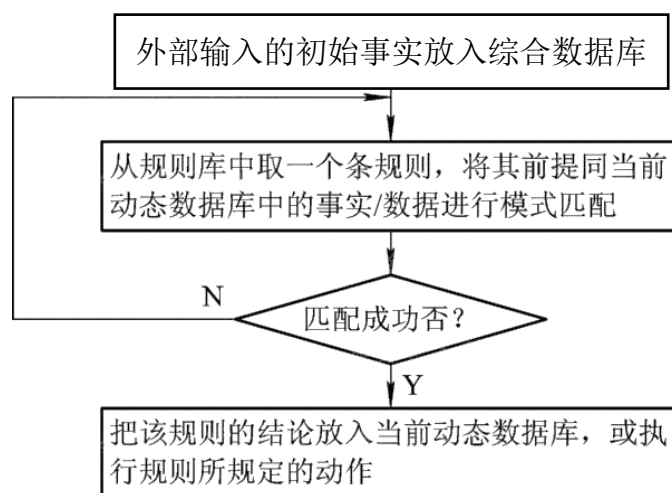 外部输入的初始事实放入综合数据库
从规则库中取一个条规则，将其前提同当前
动态数据库中的事实/数据进行模式匹配
N
匹配成功否？
Y
把该规则的结论放入当前动态数据库，或执
行规则所规定的动作